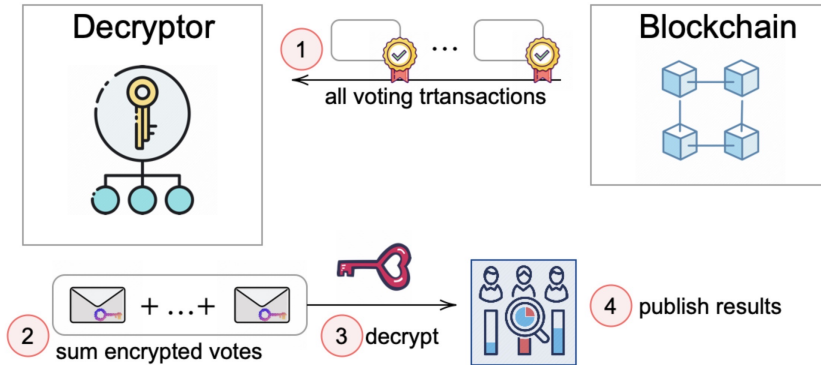 Decryptor
1
...
all voting trtansactions
Blockchain
+ ...+
2
sum encrypted votes
3
decrypt
4
publish results